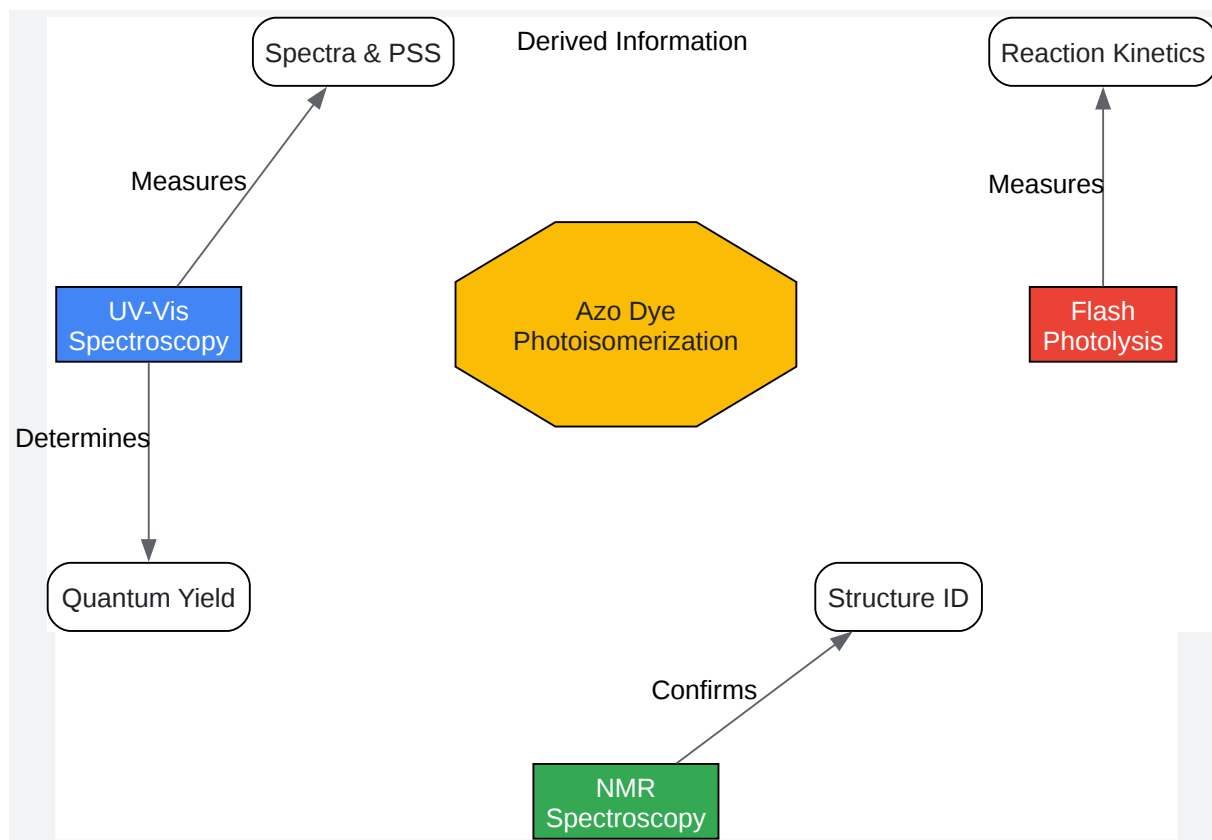 Spectra & PSS
Derived Information
Reaction Kinetics
Measures
Measures
UV-Vis
Spectroscopy
Azo Dye
Photoisomerization
Flash
Photolysis
Determines
Quantum Yield
Structure ID
Confirms
NMR
Spectroscopy